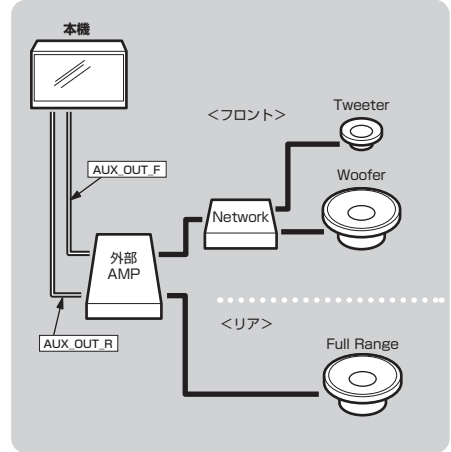 本機
＜フロント＞
Tweeter
AUX_OUT_F
Woofer
Network
外部
AMP
＜リア＞
AUX_OUT_R
Full Range